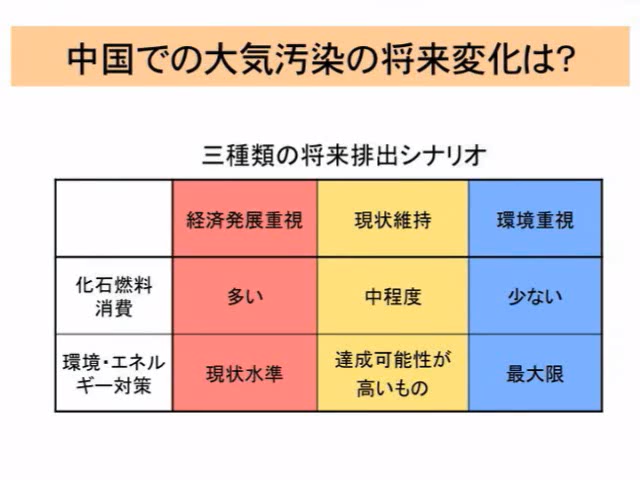 中国での大気汚染の将来変化は?
三種類の将来排出シナリオ
経済発展重視 現状維持 環境重視
化石燃料
消費
多い 中程度 少ない
環境・エネル
ギー対策
現状水準
達成可能性が
高いもの
最大限